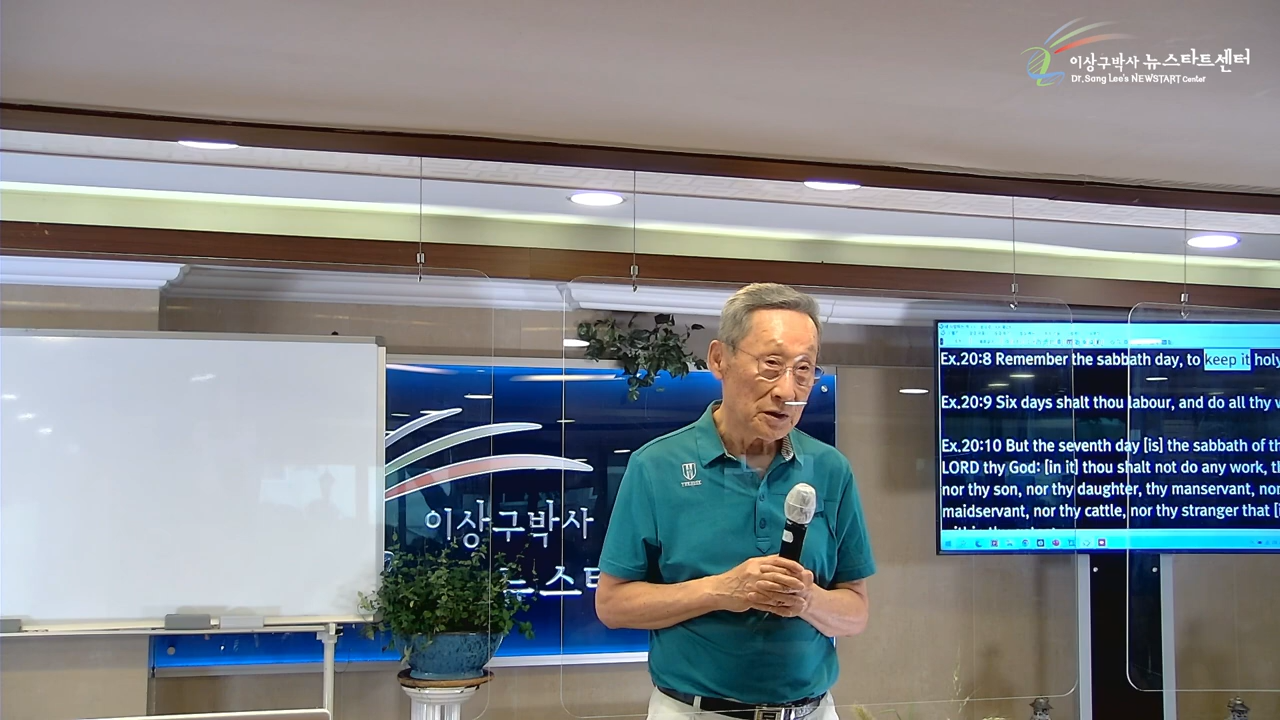 이상구박사 뉴스타트센터
Dr. Sang Lee's NEWSTART Center
Ex.20:8 Remember the sabbath day, to keep it holy
Ex.20:9 Six days shalt thou labour, and do all thy
Ex.20:10 But the seventh day [is] the sabbath of
LORD thy God: [in it] thou shalt not do any work,
nor thy son, nor thy daughter, thy manservant, nor
maidservant, nor thy cattle, nor thy stranger that
이상구박사
뉴스타